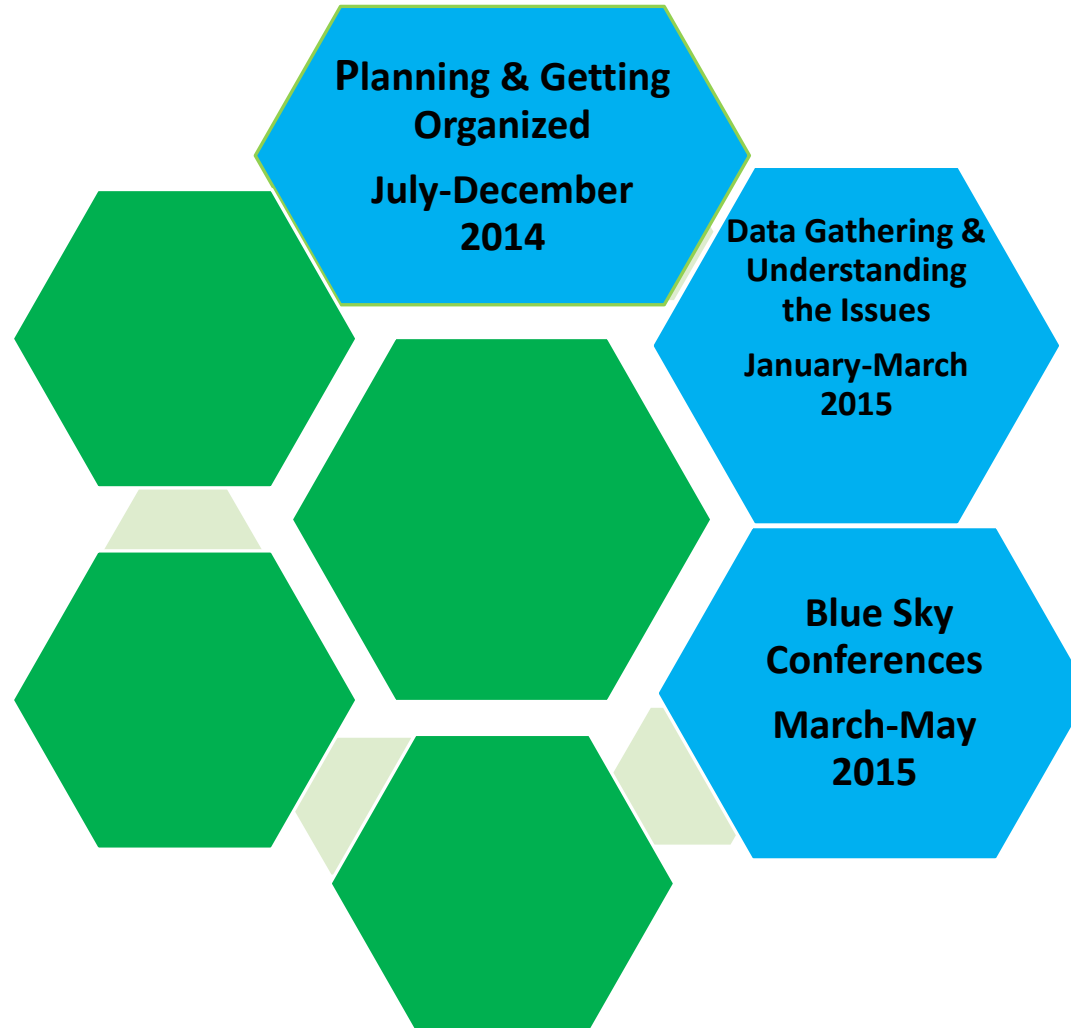 Planning & Getting
Organized
July-December
2014
Data Gathering &
Understanding
the Issues
January-March
2015
Blue Sky
Conferences
March-May
2015